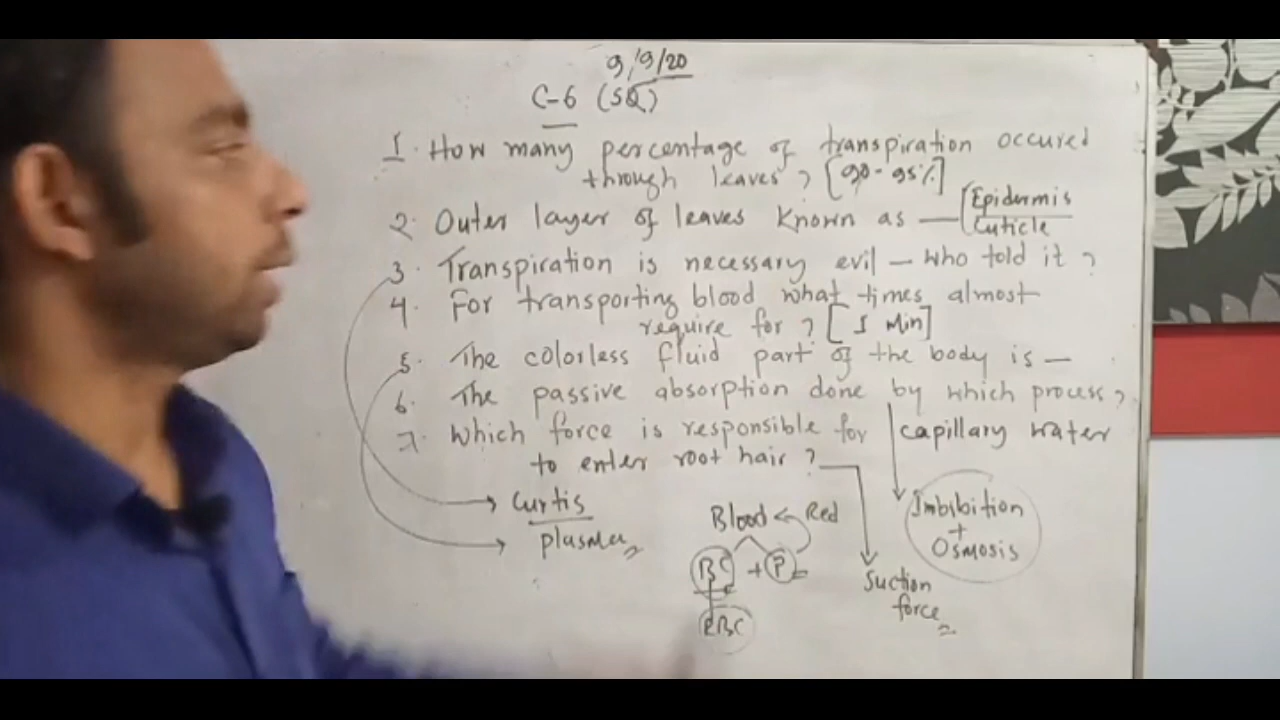 9/9/20
C-6 (SQ)
1. How many percentage of transpiration occured
through leaves? [90-95%]
2. Outer layer of leaves known as — [Epidermis
Cuticle
3. Transpiration is necessary evil — who told it?
4. For transporting blood what times almost
require for? [1 Min]
5. The colorless fluid part of the body is —
6. The passive absorption done by which process?
7. Which force is responsible for capillary water
to enter root hair?
Curtis
plasma
Blood Red
BC + P
RBC
Imbibition
+
Osmosis
Suction
force